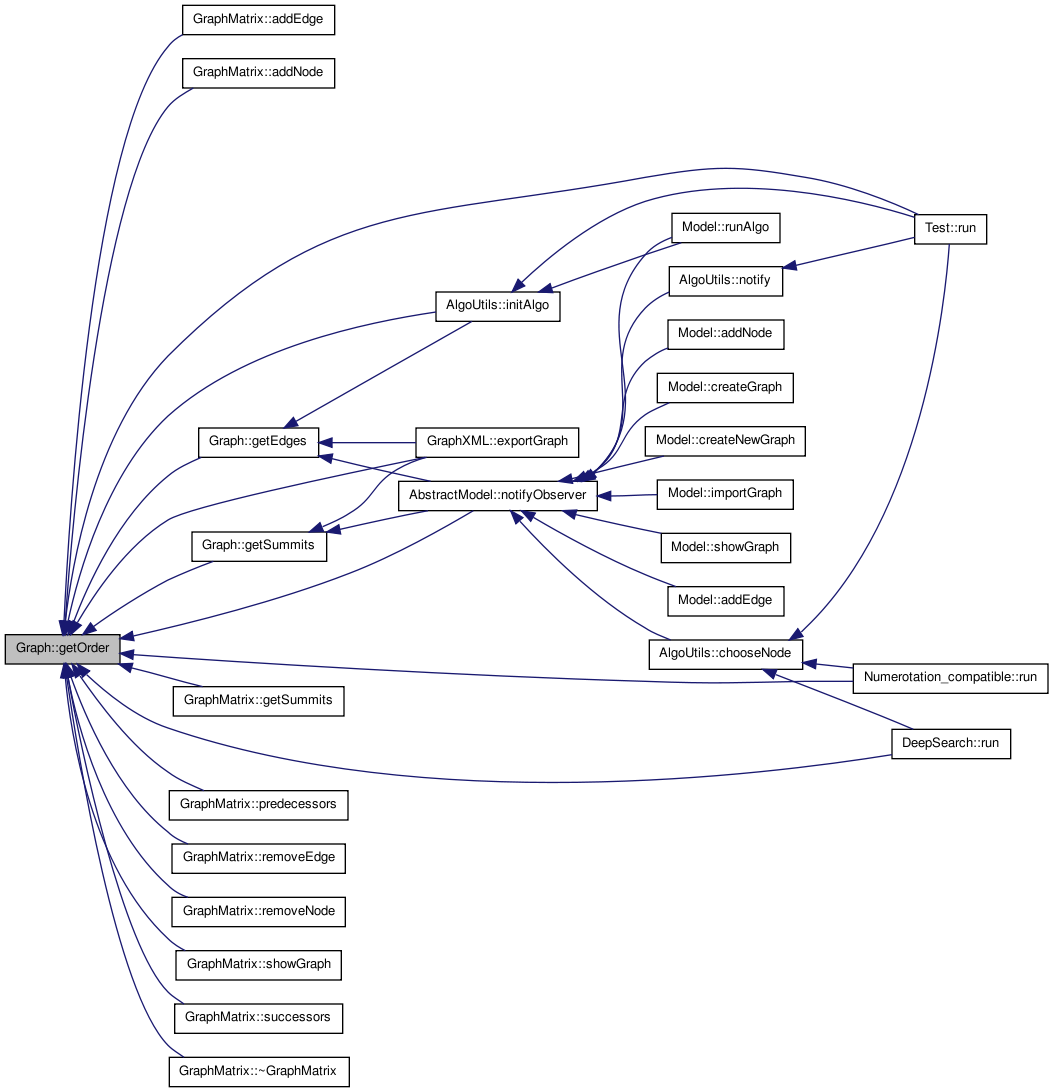 GraphMatrix::addEdge
GraphMatrix::addNode
Test::run
Model::runAlgo
AlgoUtils::notify
AlgoUtils::initAlgo
Model::addNode
Model::createGraph
Graph::getEdges
GraphXML::exportGraph
Model::createNewGraph
AbstractModel::notifyObserver
Model::importGraph
Graph::getSummits
Model::showGraph
Model::addEdge
Graph::getOrder
AlgoUtils::chooseNode
Numerotation_compatible::run
GraphMatrix::getSummits
DeepSearch::run
GraphMatrix::predecessors
GraphMatrix::removeEdge
GraphMatrix::removeNode
GraphMatrix::showGraph
GraphMatrix::successors
GraphMatrix::~GraphMatrix